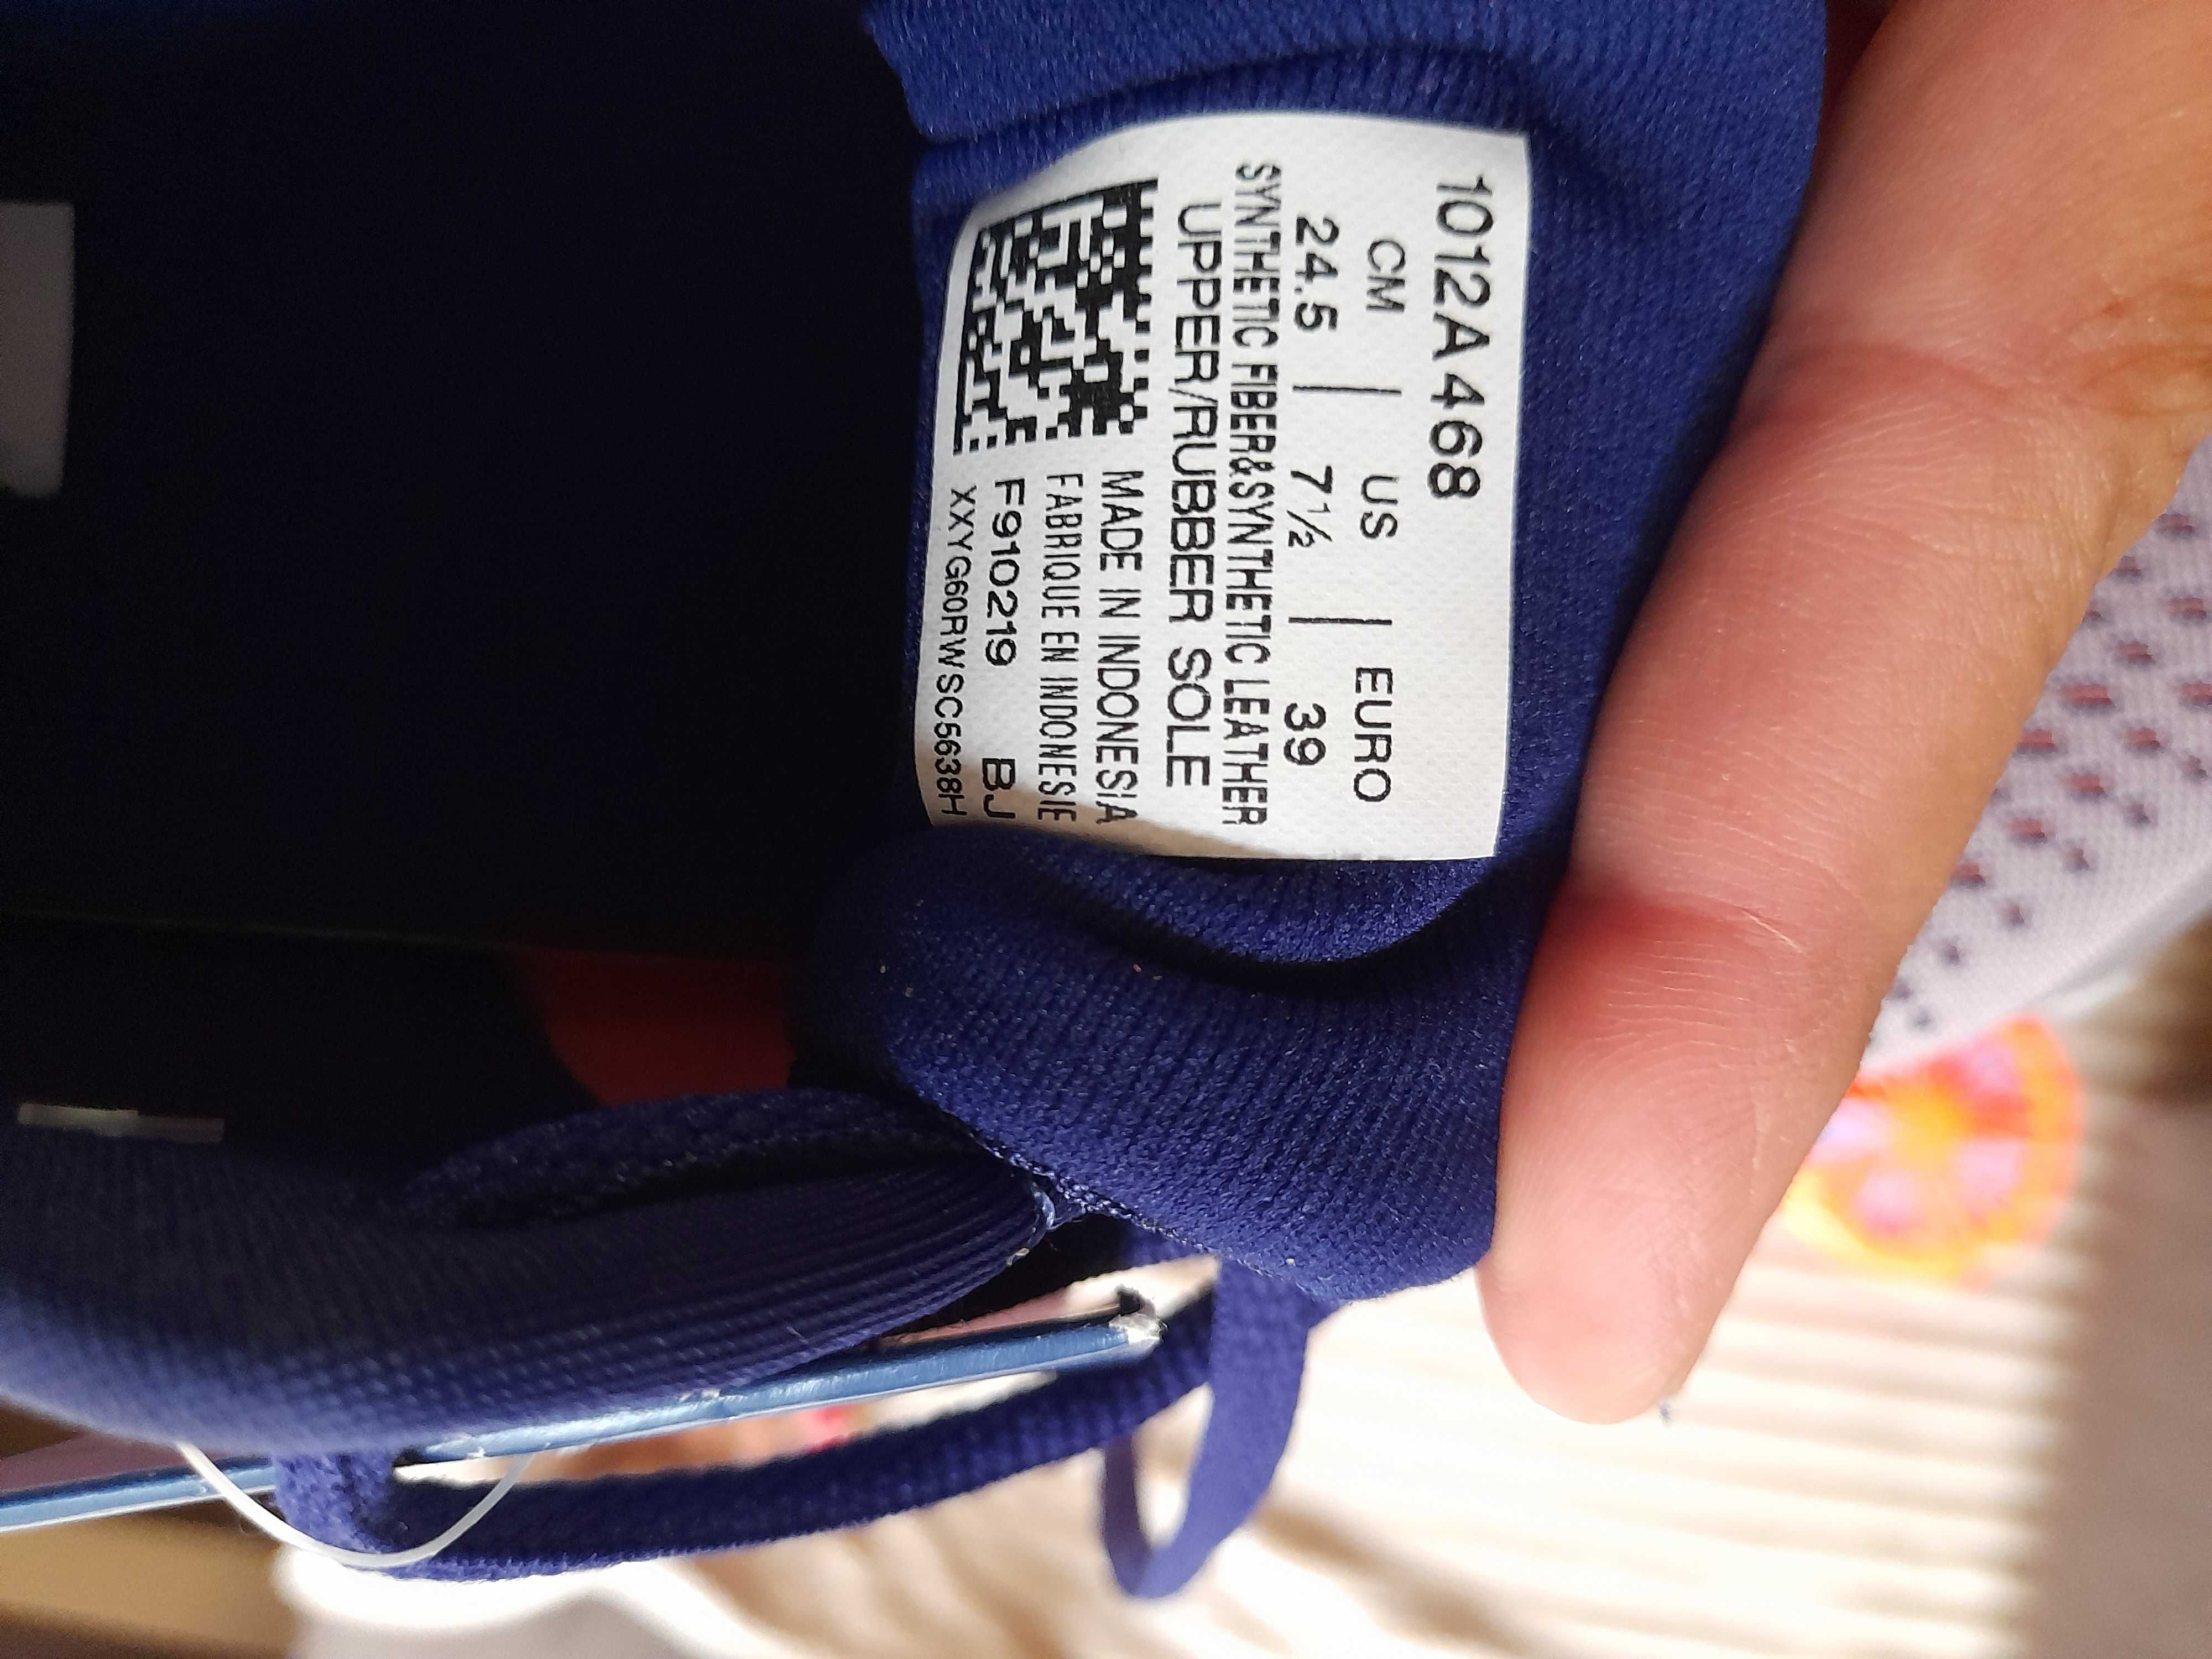 1012A468
CM | US | EURO
24.5 | 7½ | 39
SYNTHETIC FIBER&SYNTHETIC LEATHER
UPPER/RUBBER SOLE
MADE IN INDONESIA
FABRIQUE EN INDONESIE
F910219 BJ
XXYG60RWSC5638H